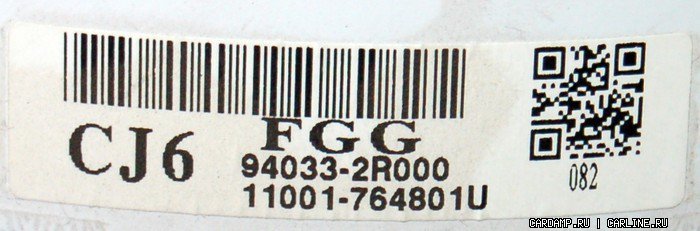 FGG
CJ6
94033-2R000
11001-764801U
082
CARDAMP.RU | CARLINE.RU